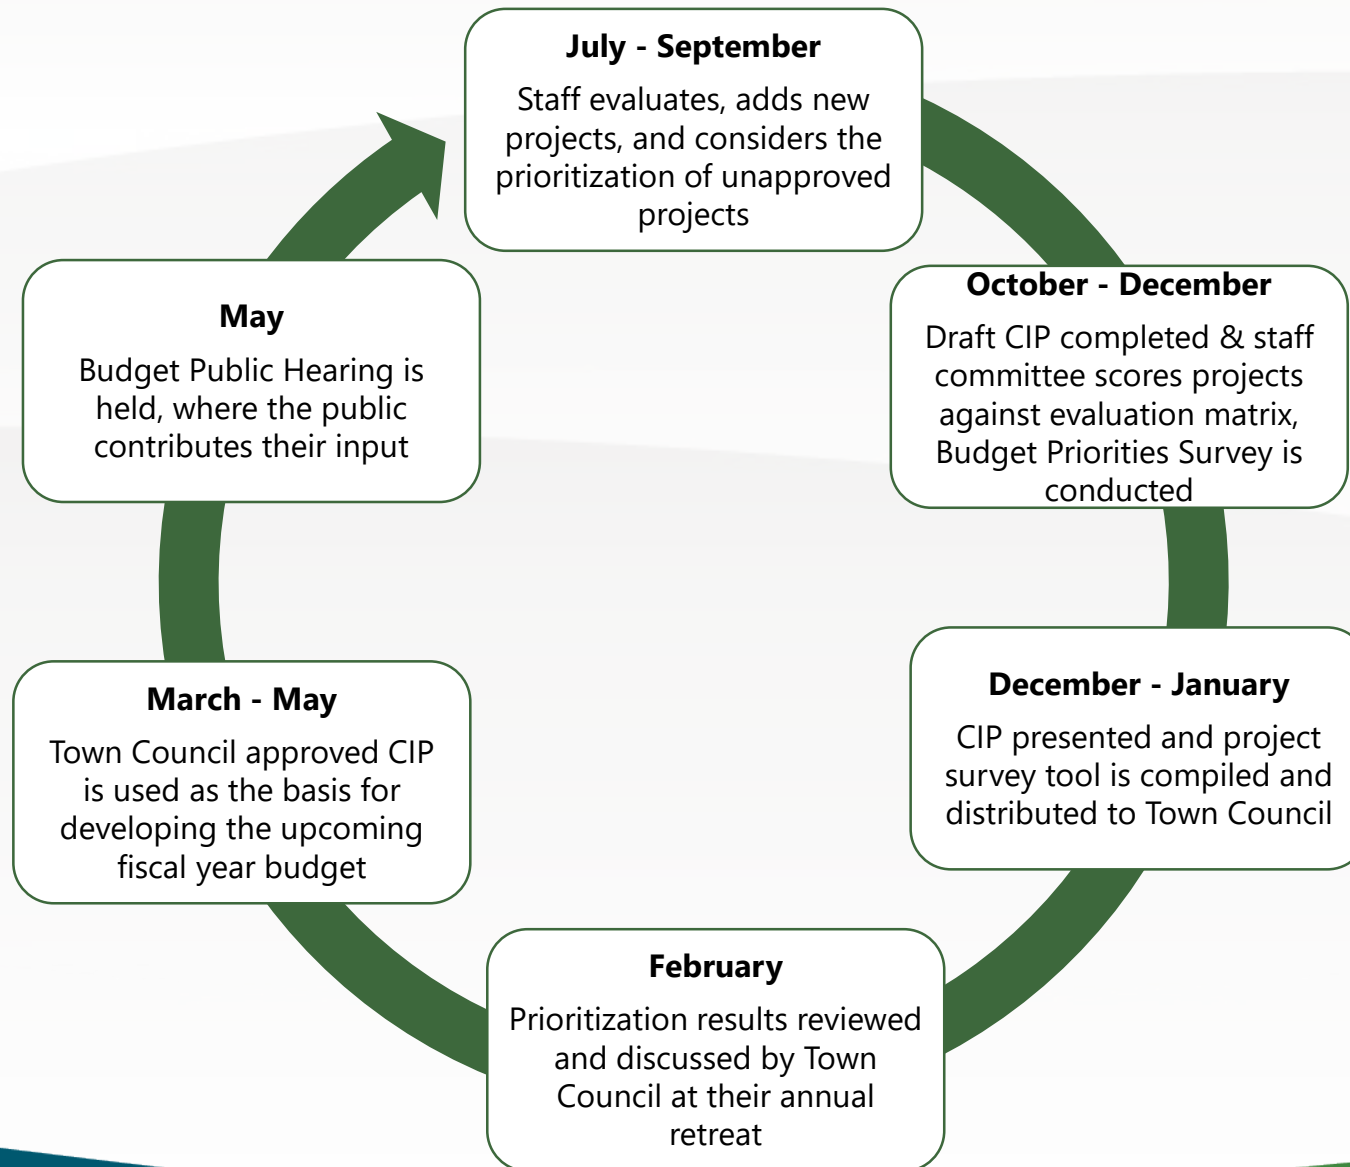 July - September
Staff evaluates, adds new
projects, and considers the
prioritization of unapproved
projects
October - December
Draft CIP completed & staff
committee scores projects
against evaluation matrix,
Budget Priorities Survey is
conducted
December - January
CIP presented and project
survey tool is compiled and
distributed to Town Council
February
Prioritization results reviewed
and discussed by Town
Council at their annual
retreat
March - May
Town Council approved CIP
is used as the basis for
developing the upcoming
fiscal year budget
May
Budget Public Hearing is
held, where the public
contributes their input